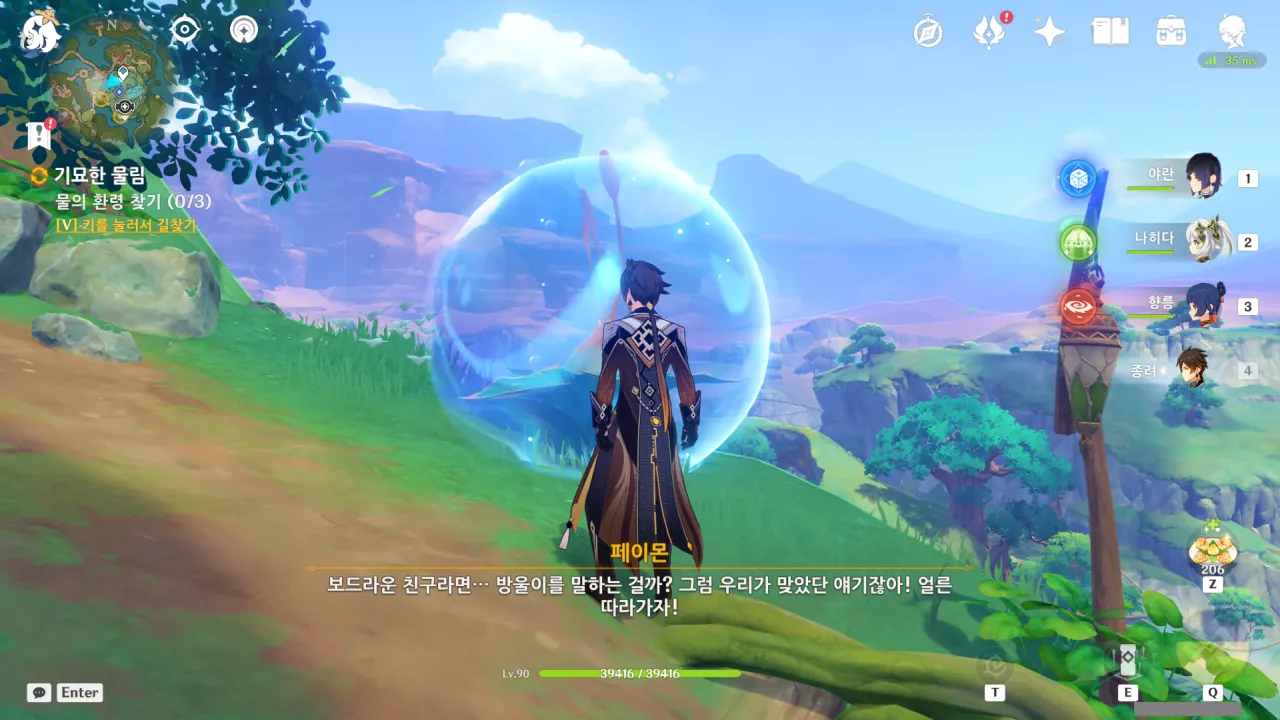 N
35 ms
기묘한 물림
물의 환령 찾기 (0/3)
[V] 키를 눌러서 길찾기
야란
1
나히다
2
향릉
3
종려
4
페이몬
보드라운 친구라면… 방울이를 말하는 걸까? 그럼 우리가 맞았단 얘기잖아! 얼른
따라가자!
206
Z
Lv.90
39416 / 39416
Enter
T
E
Q